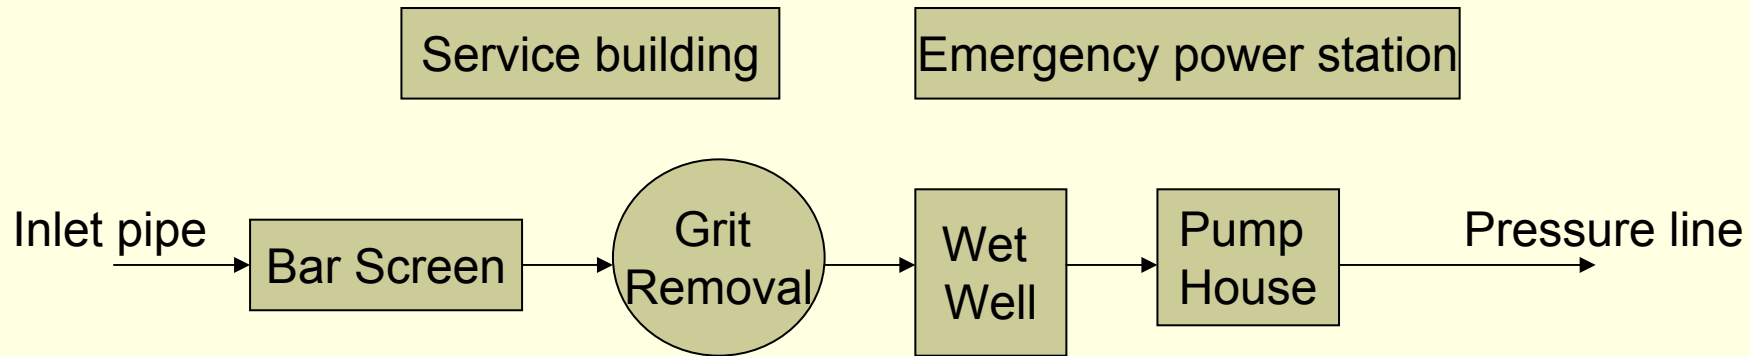 Service building
Emergency power station
Inlet pipe
Bar Screen
Grit
Removal
Wet
Well
Pump
House
Pressure line